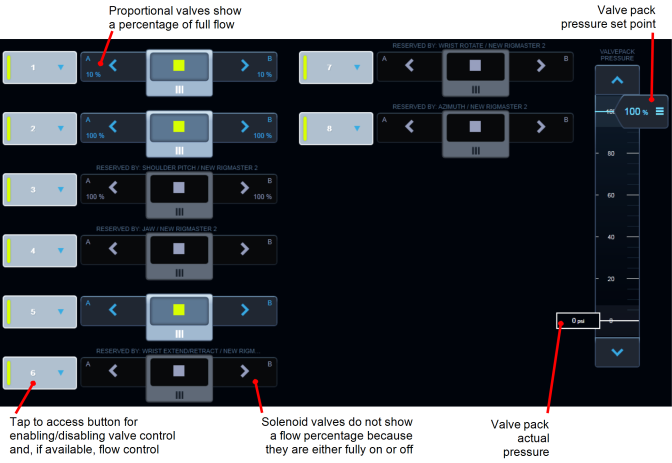 Proportional valves show
a percentage of full flow
Valve pack
pressure set point
RESERVED BY: WRIST ROTATE / NEW RIGMASTER 2
VALVEPACK
PRESSURE
1
A
10 %
B
10 %
7
A
B
100 %
100
RESERVED BY: AZIMUTH / NEW RIGMASTER 2
2
A
100 %
B
100 %
8
A
B
80
RESERVED BY: SHOULDER PITCH / NEW RIGMASTER 2
3
A
100 %
B
100 %
60
RESERVED BY: JAW / NEW RIGMASTER 2
4
A
B
40
20
5
A
B
0 psi
0
RESERVED BY: WRIST EXTEND/RETRACT / NEW RIGM...
6
A
B
Tap to access button for
enabling/disabling valve control
and, if available, flow control
Solenoid valves do not show
a flow percentage because
they are either fully on or off
Valve pack
actual
pressure